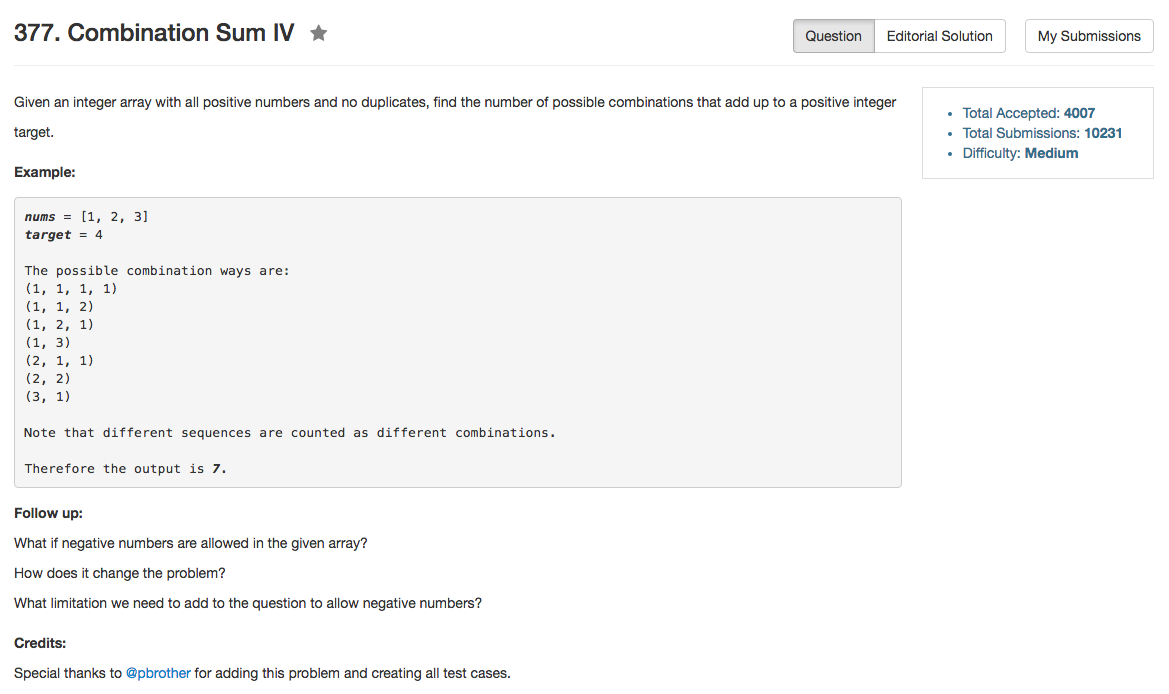 377. Combination Sum IV
Question
Editorial Solution
My Submissions
Given an integer array with all positive numbers and no duplicates, find the number of possible combinations that add up to a positive integer
target.
Total Accepted: 4007
Total Submissions: 10231
Difficulty: Medium
Example:
nums = [1, 2, 3]
target = 4
The possible combination ways are:
(1, 1, 1, 1)
(1, 1, 2)
(1, 2, 1)
(1, 3)
(2, 1, 1)
(2, 2)
(3, 1)
Note that different sequences are counted as different combinations.
Therefore the output is 7.
Follow up:
What if negative numbers are allowed in the given array?
How does it change the problem?
What limitation we need to add to the question to allow negative numbers?
Credits:
Special thanks to @pbrother for adding this problem and creating all test cases.